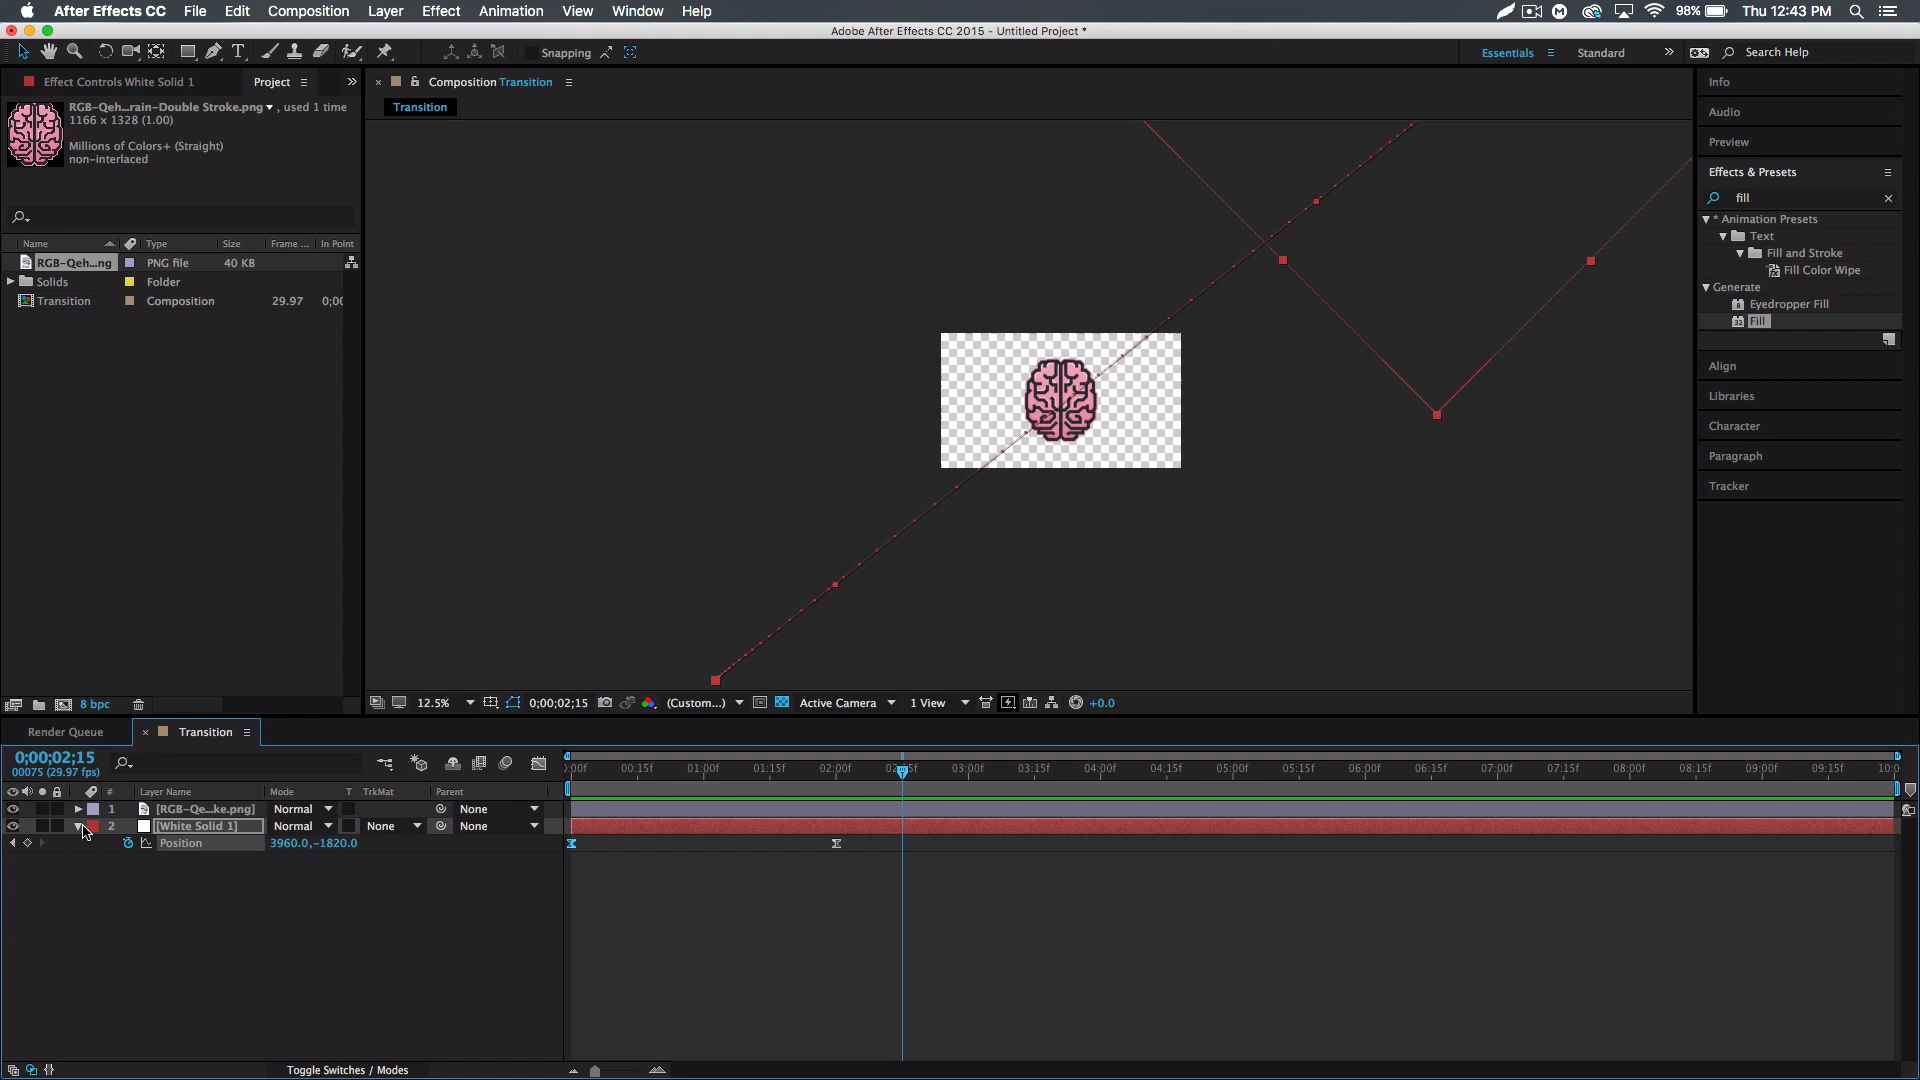 After Effects CC File Edit Composition Layer Effect Animation View Window Help 98% Thu 12:43 PM
Adobe After Effects CC 2015 - Untitled Project *
Snapping Essentials Standard Search Help
Effect Controls White Solid 1 Project
Composition Transition
Transition
RGB-Qeh...rain-Double Stroke.png , used 1 time
1166 x 1328 (1.00)
Millions of Colors+ (Straight)
non-interlaced
Name Type Size Frame ... In Point
RGB-Qeh...ng PNG file 40 KB
Solids Folder
Transition Composition 29.97 0;00
8 bpc
12.5% 0;00;02;15 (Custom...) Active Camera 1 View +0.0
Info
Audio
Preview
Effects & Presets
fill
* Animation Presets
Text
Fill and Stroke
Fill Color Wipe
Generate
Eyedropper Fill
Fill
Align
Libraries
Character
Paragraph
Tracker
Render Queue Transition
0;00;02;15
00075 (29.97 fps)
:00f 00:15f 01:00f 01:15f 02:00f 02:15f 03:00f 03:15f 04:00f 04:15f 05:00f 05:15f 06:00f 06:15f 07:00f 07:15f 08:00f 08:15f 09:00f 09:15f 10:0
# Layer Name Mode T TrkMat Parent
1 [RGB-Qe...ke.png] Normal None
2 [White Solid 1] Normal None None
Position 3960.0,-1820.0
Toggle Switches / Modes